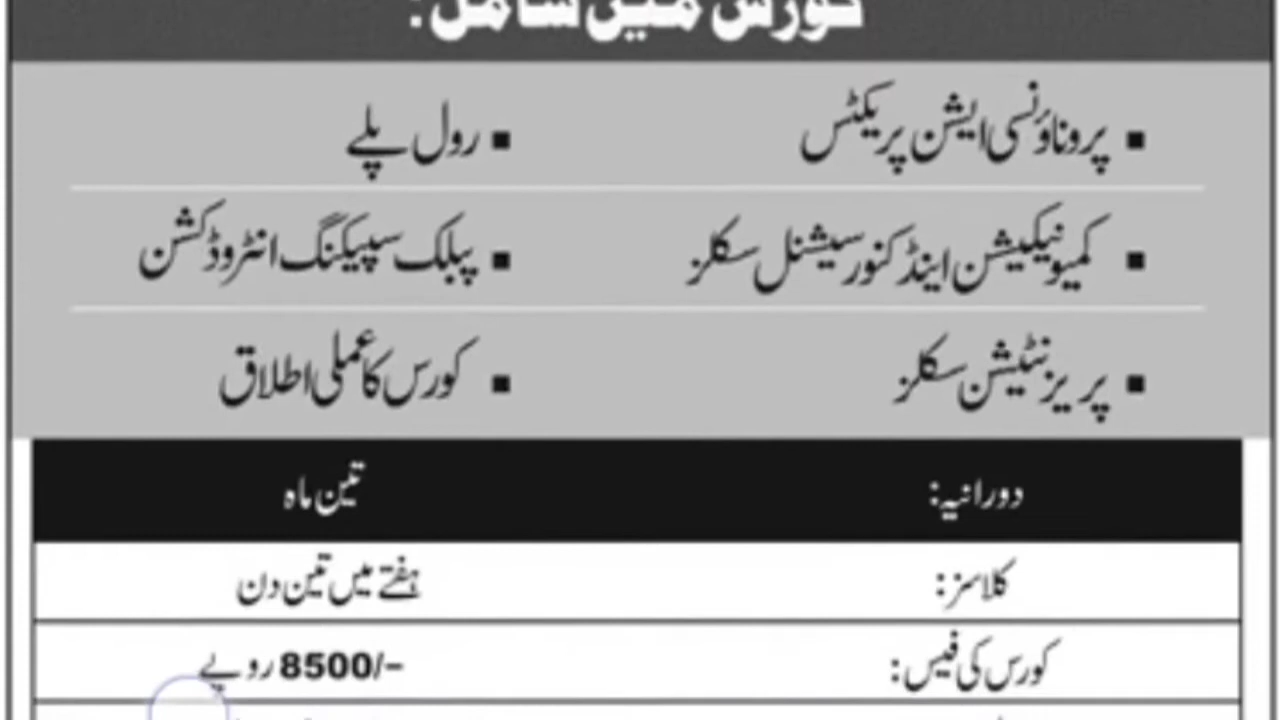 کورس میں شامل:
▪ پروناؤنسی ایشن پریکٹس ▪ رول پلے
▪ کمیونیکیشن اینڈ کنورسیشنل سکلز ▪ پبلک سپیکنگ انٹروڈکشن
▪ پریزنٹیشن سکلز ▪ کورس کا عملی اطلاق
دورانیہ: تین ماہ
کلاسز: ہفتے میں تین دن
کورس کی فیس: 8500/- روپے